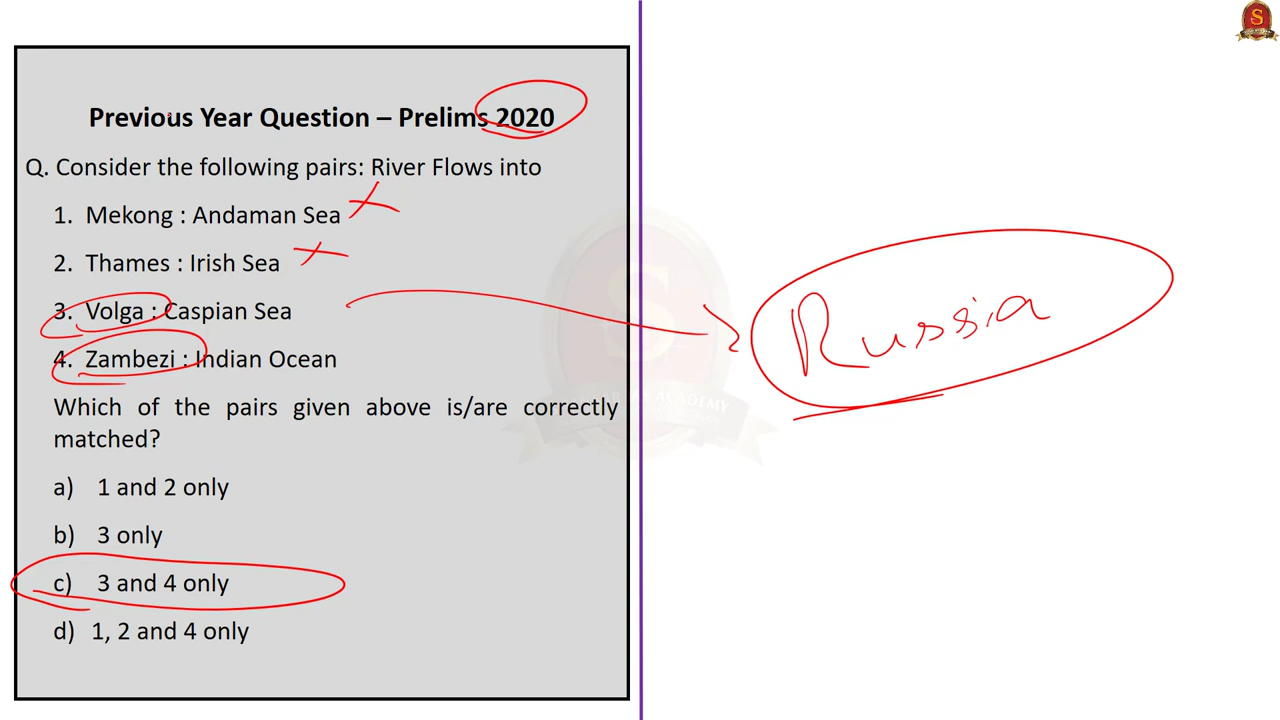 Previous Year Question – Prelims 2020
Q. Consider the following pairs: River Flows into
1. Mekong : Andaman Sea
2. Thames : Irish Sea
3. Volga : Caspian Sea
4. Zambezi : Indian Ocean
Which of the pairs given above is/are correctly
matched?
a) 1 and 2 only
b) 3 only
c) 3 and 4 only
d) 1, 2 and 4 only
Russia
S
S
ACADEMY